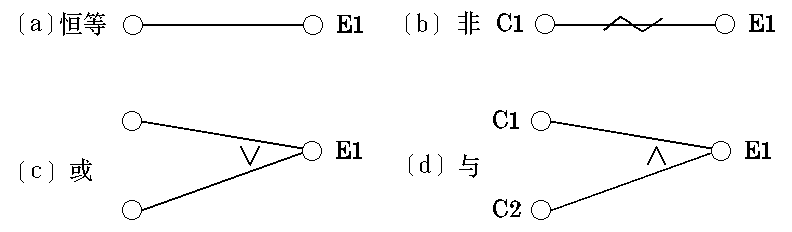 (a)恒等 E1
(b) 非 C1 E1
(c) 或 ∨ E1
(d) 与 C1 C2 ∧ E1